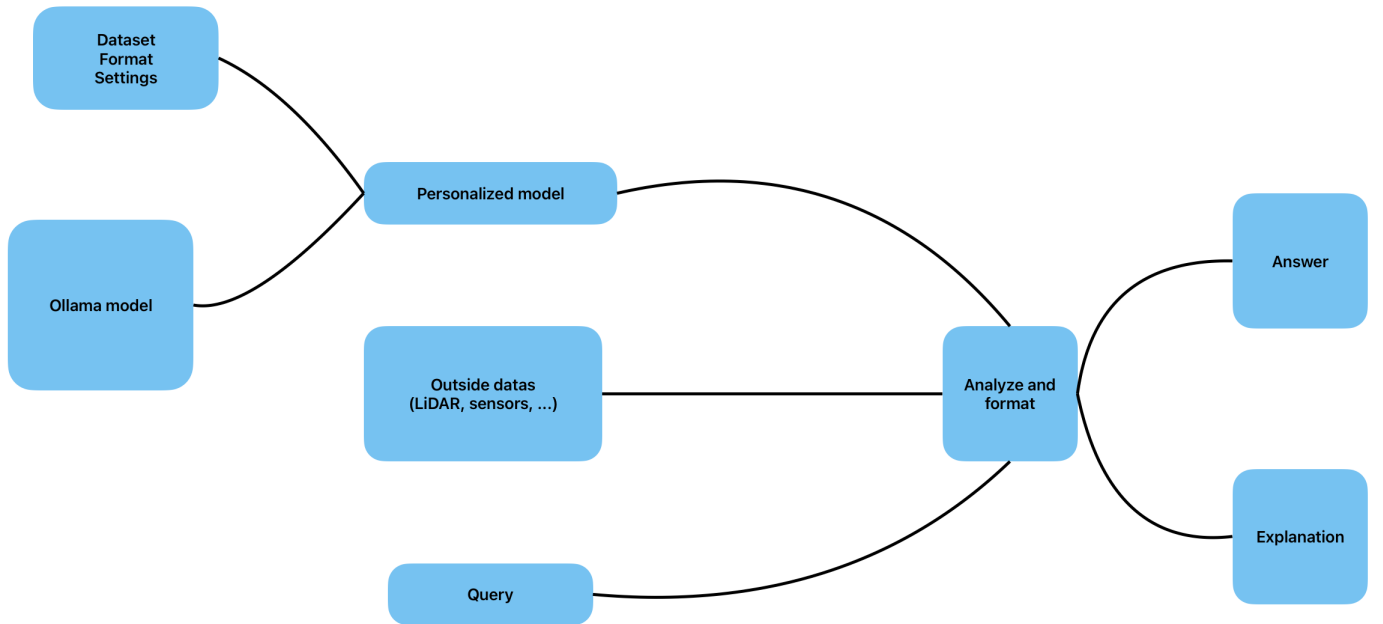 Dataset
Format
Settings
Personalized model
Ollama model
Outside datas
(LiDAR, sensors, ...)
Query
Analyze and
format
Answer
Explanation